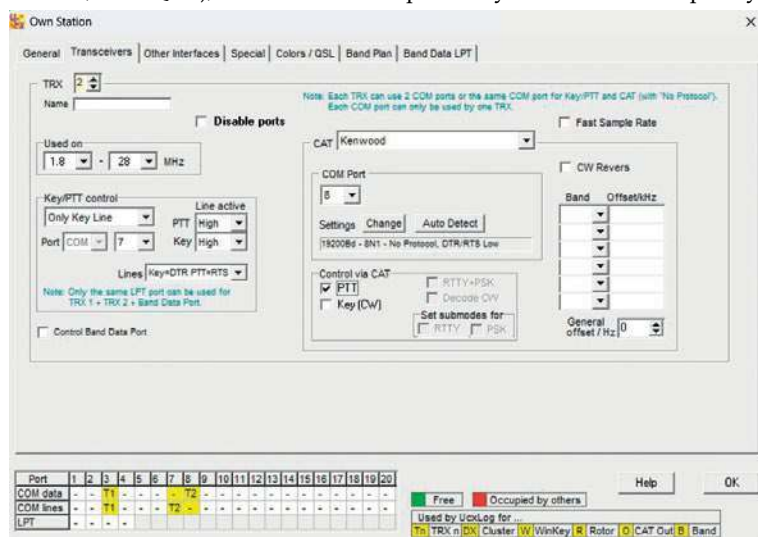 Own Station
General Transceivers Other Interfaces Special Colors / QSL Band Plan Band Data LPT
TRX 2
Name
Disable ports
Note: Each TRX can use 2 COM ports or the same COM port for Key/PTT and CAT (with "No Protocol").
Each COM port can only be used by one TRX.
Fast Sample Rate
Used on
1.8 - 28 MHz
CAT Kenwood
CW Revers
COM Port
8
Settings Change Auto Detect
19200Bd - 8N1 - No Protocol, DTR/RTS Low
Band Offset/kHz
Key/PTT control
Line active
Only Key Line PTT High
Port COM 7 Key High
Lines Key=DTR PTT=RTS
Note: Only the same LPT port can be used for
TRX 1 + TRX 2 + Band Data Port.
Control Band Data Port
Control via CAT
PTT RTTY+PSK
Key (CW) Decode CW
Set submodes for
RTTY PSK
General
offset / Hz 0
Port 1 2 3 4 5 6 7 8 9 10 11 12 13 14 15 16 17 18 19 20
COM data - - T1 - - - - T2 - - - - - - - - - - - -
COM lines - - T1 - - - T2 - - - - - - - - - - - - -
LPT - - - -
Help OK
Free Occupied by others
Used by UcxLog for ...
Tn TRX n DX Cluster W WinKey R Rotor O CAT Out B Band